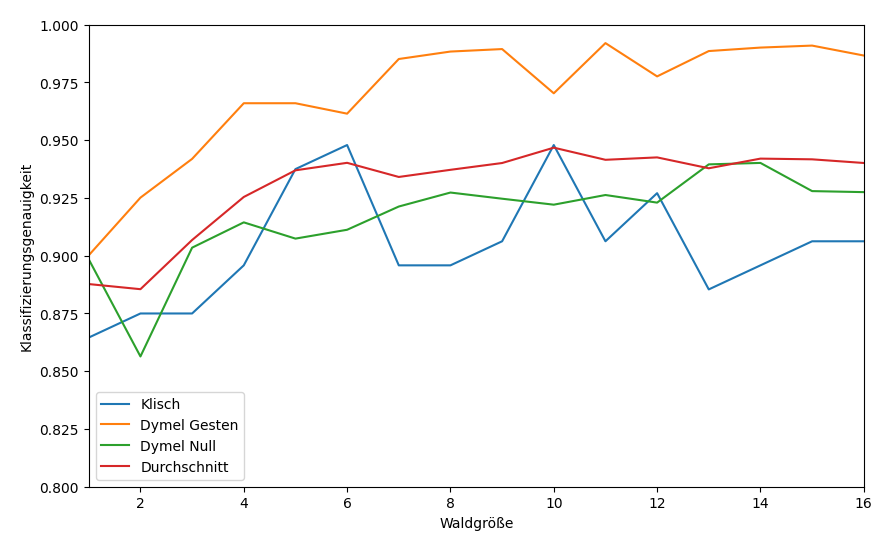 1.000
0.975
0.950
0.925
0.900
0.875
0.850
0.825
0.800
Klassifizierungsgenauigkeit
Klisch
Dymel Gesten
Dymel Null
Durchschnitt
2 4 6 8 10 12 14 16
Waldgröße